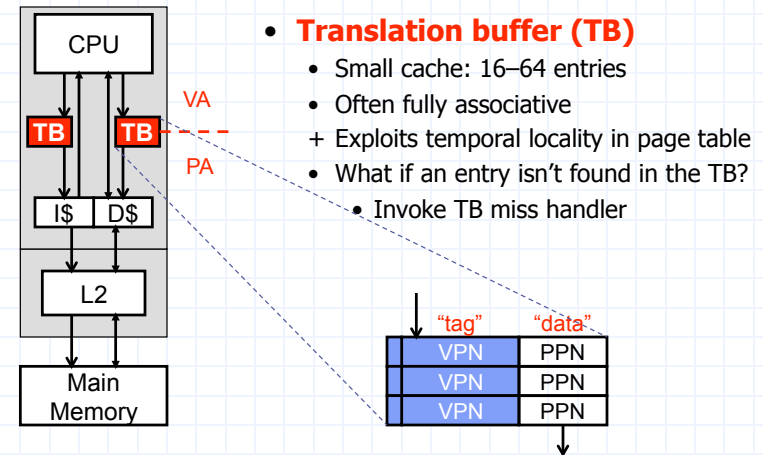 CPU
VA
TB
TB
PA
I$
D$
L2
Main
Memory
• Translation buffer (TB)
• Small cache: 16–64 entries
• Often fully associative
+ Exploits temporal locality in page table
• What if an entry isn’t found in the TB?
• Invoke TB miss handler
“tag” “data”
VPN PPN
VPN PPN
VPN PPN